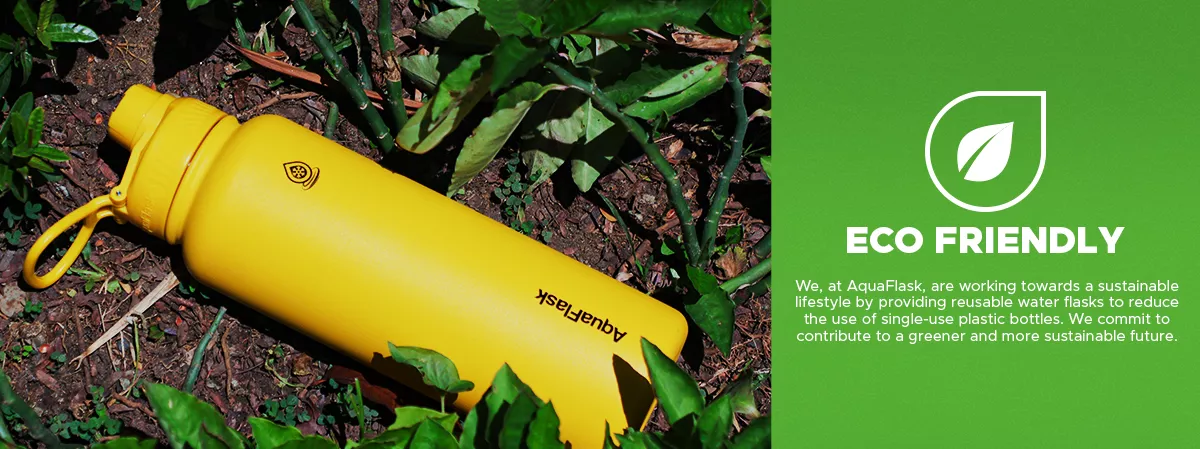 AquaFlask
ECO FRIENDLY
We, at AquaFlask, are working towards a sustainable
lifestyle by providing reusable water flasks to reduce
the use of single-use plastic bottles. We commit to
contribute to a greener and more sustainable future.